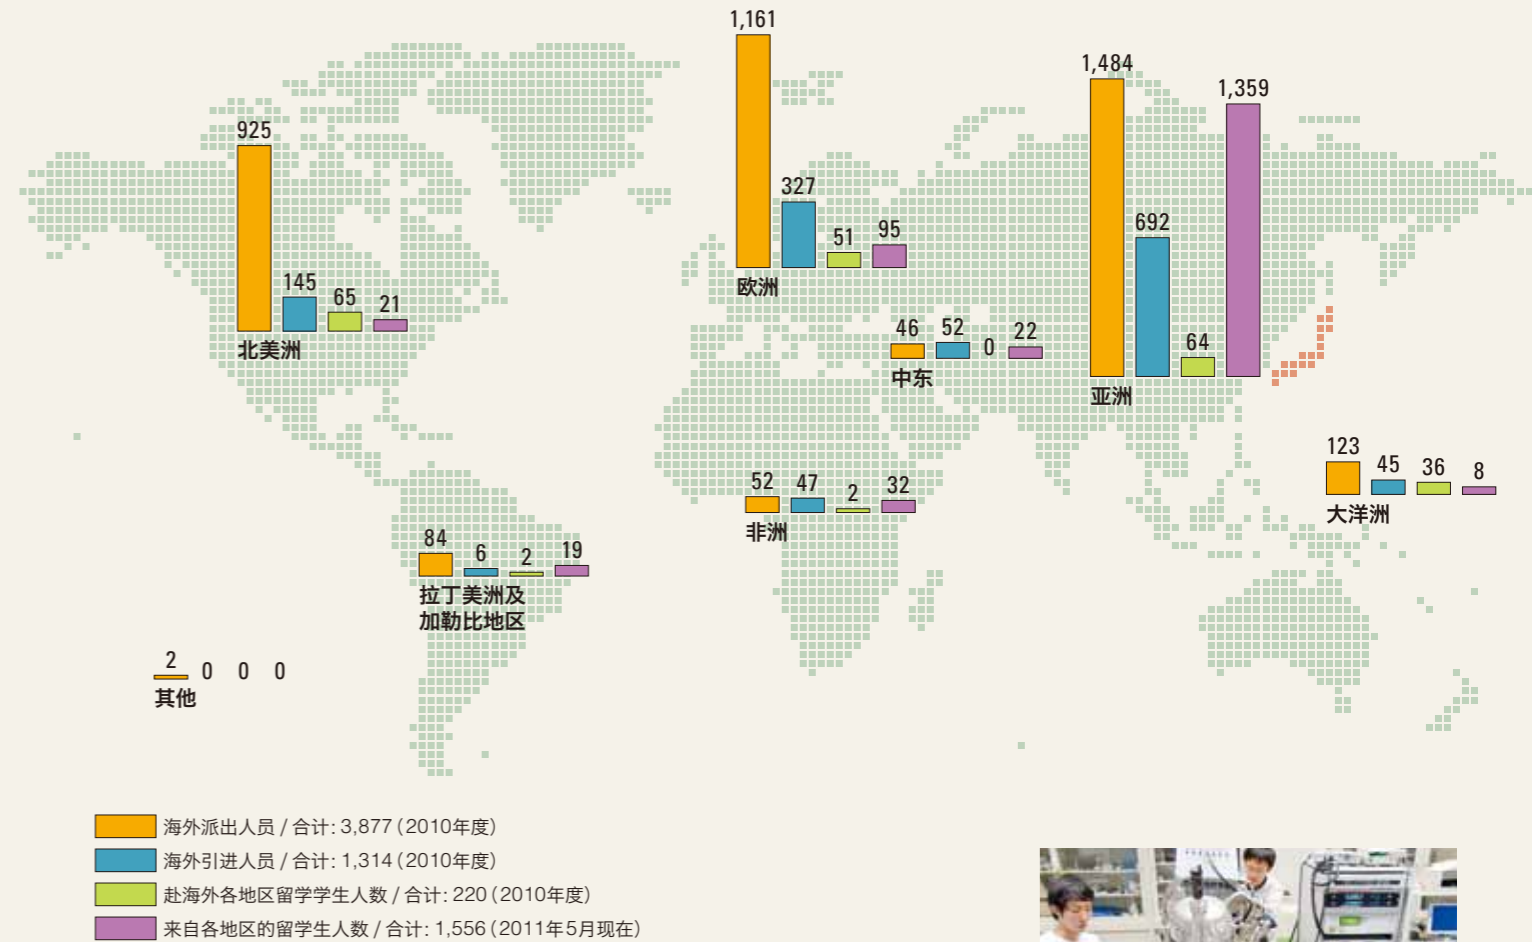 1,161
327
51
95
欧洲
1,484
692
64
1,359
亚洲
925
145
65
21
北美洲
46
52
0
22
中东
123
45
36
8
大洋洲
52
47
2
32
非洲
84
6
2
19
拉丁美洲及
加勒比地区
2
0
0
0
其他
海外派出人员 / 合计: 3,877 (2010年度)
海外引进人员 / 合计: 1,314 (2010年度)
赴海外各地区留学学生人数 / 合计: 220 (2010年度)
来自各地区的留学生人数 / 合计: 1,556 (2011年5月现在)